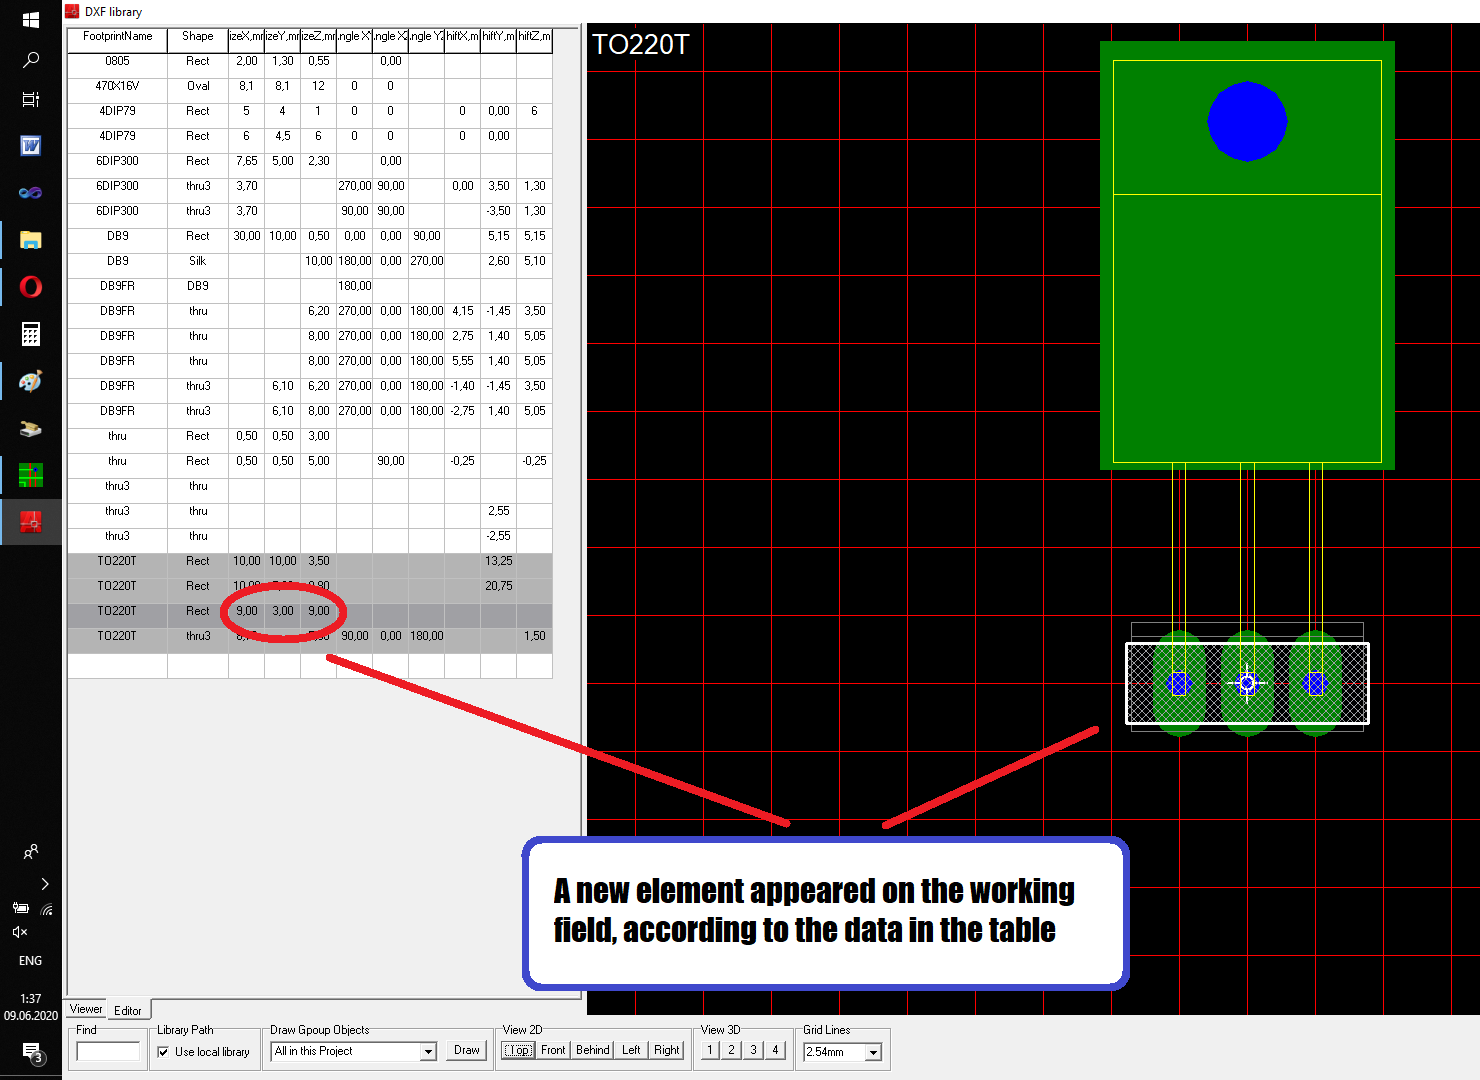 DXF library
FootprintName Shape izeX,mr izeY,mr izeZ,mr .ngle X' .ngle X2 .ngle Y2 hiftX,m hiftY,m hiftZ,m
0805 Rect 2,00 1,30 0,55 0,00
470X16V Oval 8,1 8,1 12 0 0
4DIP79 Rect 5 4 1 0 0 0 0,00 6
4DIP79 Rect 6 4,5 6 0 0 0 0,00
6DIP300 Rect 7,65 5,00 2,30 0,00
6DIP300 thru3 3,70 270,00 90,00 0,00 3,50 1,30
6DIP300 thru3 3,70 90,00 90,00 -3,50 1,30
DB9 Rect 30,00 10,00 0,50 0,00 0,00 90,00 5,15 5,15
DB9 Silk 10,00 180,00 0,00 270,00 2,60 5,10
DB9FR DB9 180,00
DB9FR thru 6,20 270,00 0,00 180,00 4,15 -1,45 3,50
DB9FR thru 8,00 270,00 0,00 180,00 2,75 1,40 5,05
DB9FR thru 8,00 270,00 0,00 180,00 5,55 1,40 5,05
DB9FR thru3 6,10 6,20 270,00 0,00 180,00 -1,40 -1,45 3,50
DB9FR thru3 6,10 8,00 270,00 0,00 180,00 -2,75 1,40 5,05
thru Rect 0,50 0,50 3,00
thru Rect 0,50 0,50 5,00 90,00 -0,25 -0,25
thru3 thru
thru3 thru 2,55
thru3 thru -2,55
TO220T Rect 10,00 10,00 3,50 13,25
TO220T Rect 20,75
TO220T Rect 9,00 3,00 9,00
TO220T thru3 90,00 0,00 180,00 1,50
TO220T
A new element appeared on the working
field, according to the data in the table
ENG
1:37
09.06.2020
3
Viewer Editor
Find Library Path Draw Gpoup Objects View 2D View 3D Grid Lines
Use local library All in this Project Draw Top Front Behind Left Right 1 2 3 4 2.54mm